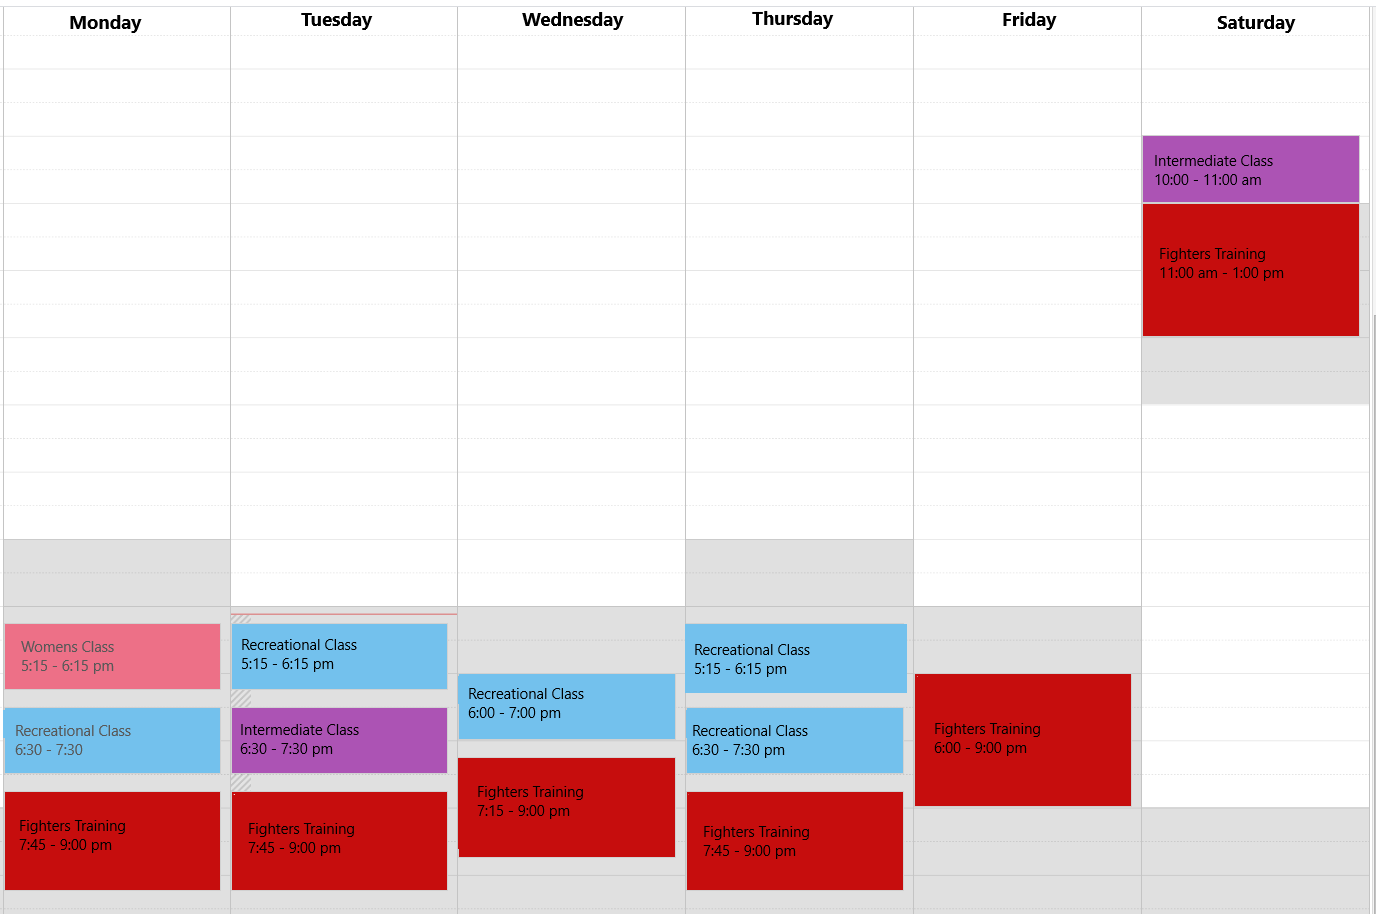 Monday
Tuesday
Wednesday
Thursday
Friday
Saturday
Intermediate Class
10:00 - 11:00 am
Fighters Training
11:00 am - 1:00 pm
Womens Class
5:15 - 6:15 pm
Recreational Class
5:15 - 6:15 pm
Recreational Class
5:15 - 6:15 pm
Recreational Class
6:00 - 7:00 pm
Fighters Training
6:00 - 9:00 pm
Recreational Class
6:30 - 7:30
Intermediate Class
6:30 - 7:30 pm
Recreational Class
6:30 - 7:30 pm
Fighters Training
7:15 - 9:00 pm
Fighters Training
7:45 - 9:00 pm
Fighters Training
7:45 - 9:00 pm
Fighters Training
7:45 - 9:00 pm